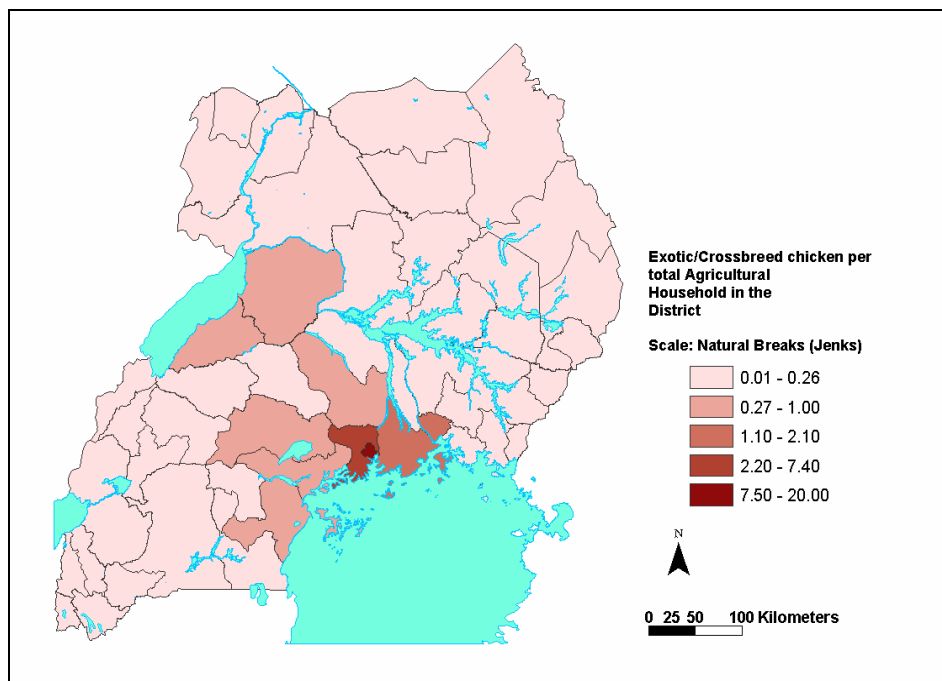 Exotic/Crossbreed chicken per
total Agricultural
Household in the
District
Scale: Natural Breaks (Jenks)
0.01 - 0.26
0.27 - 1.00
1.10 - 2.10
2.20 - 7.40
7.50 - 20.00
N
0 25 50 100 Kilometers